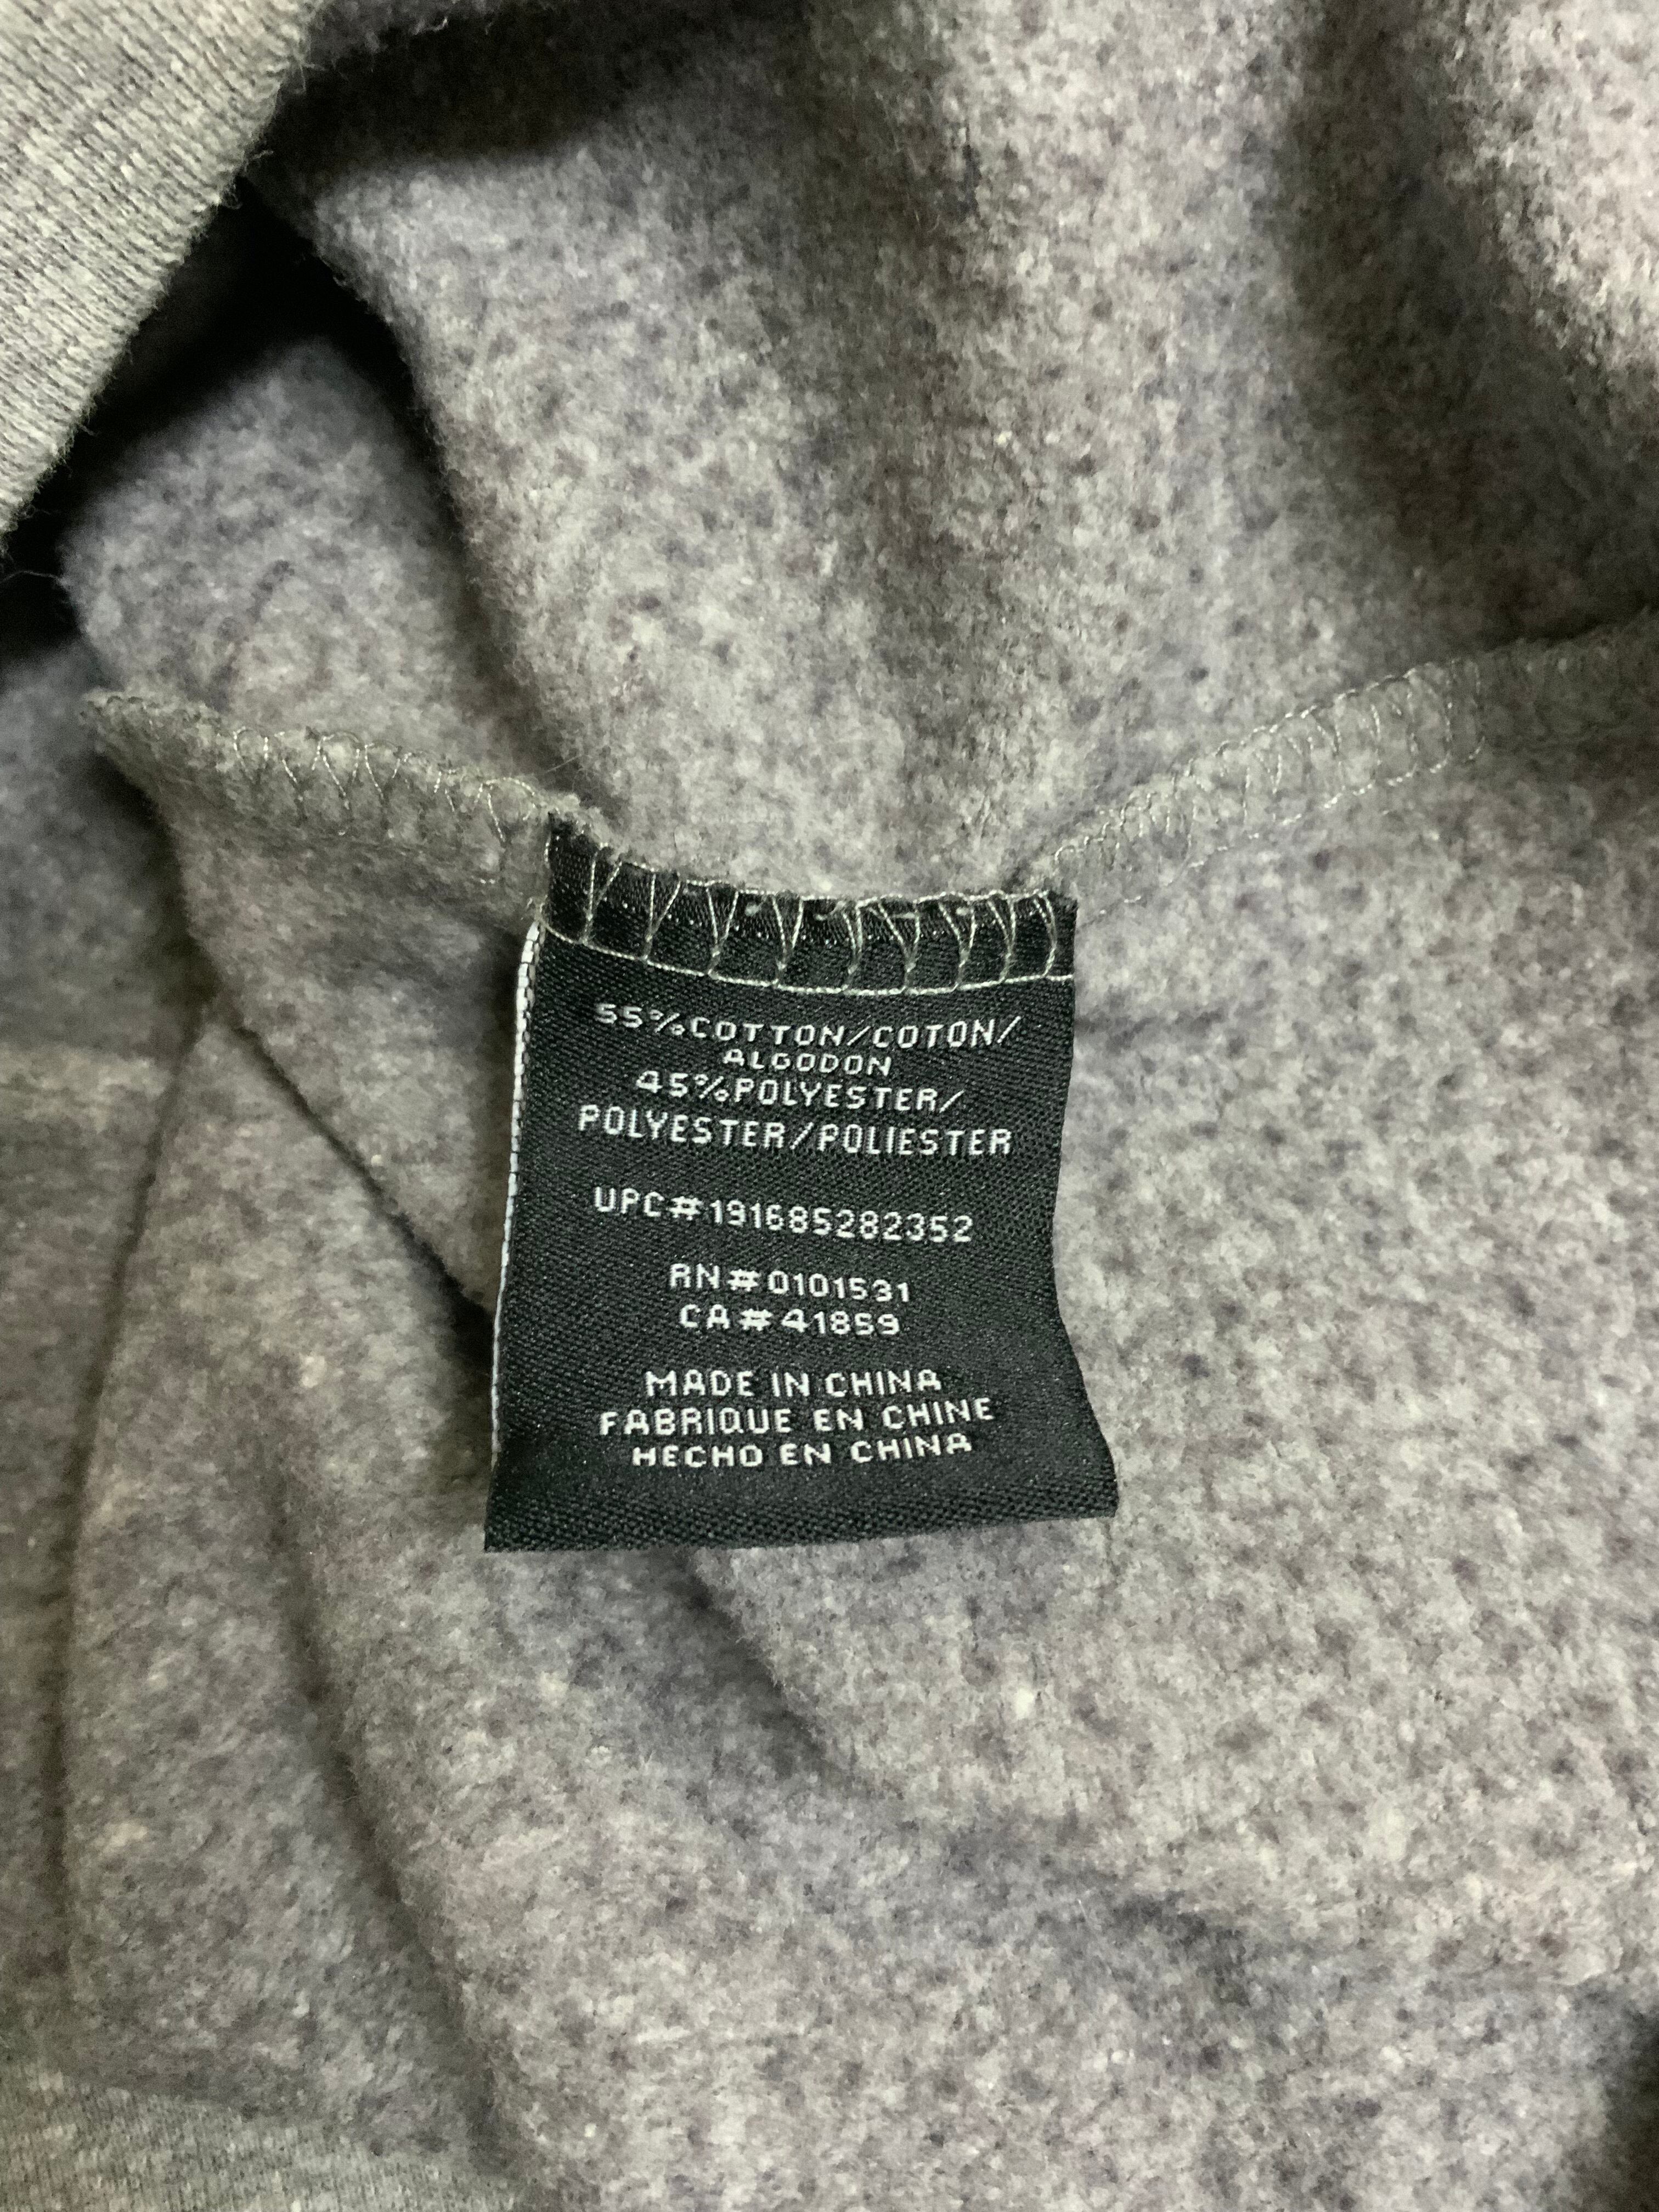 55%COTTON/COTON/
ALGODON
45%POLYESTER/
POLYESTER/POLIESTER
UPC#191685282352
RN#0101531
CA#41859
MADE IN CHINA
FABRIQUE EN CHINE
HECHO EN CHINA